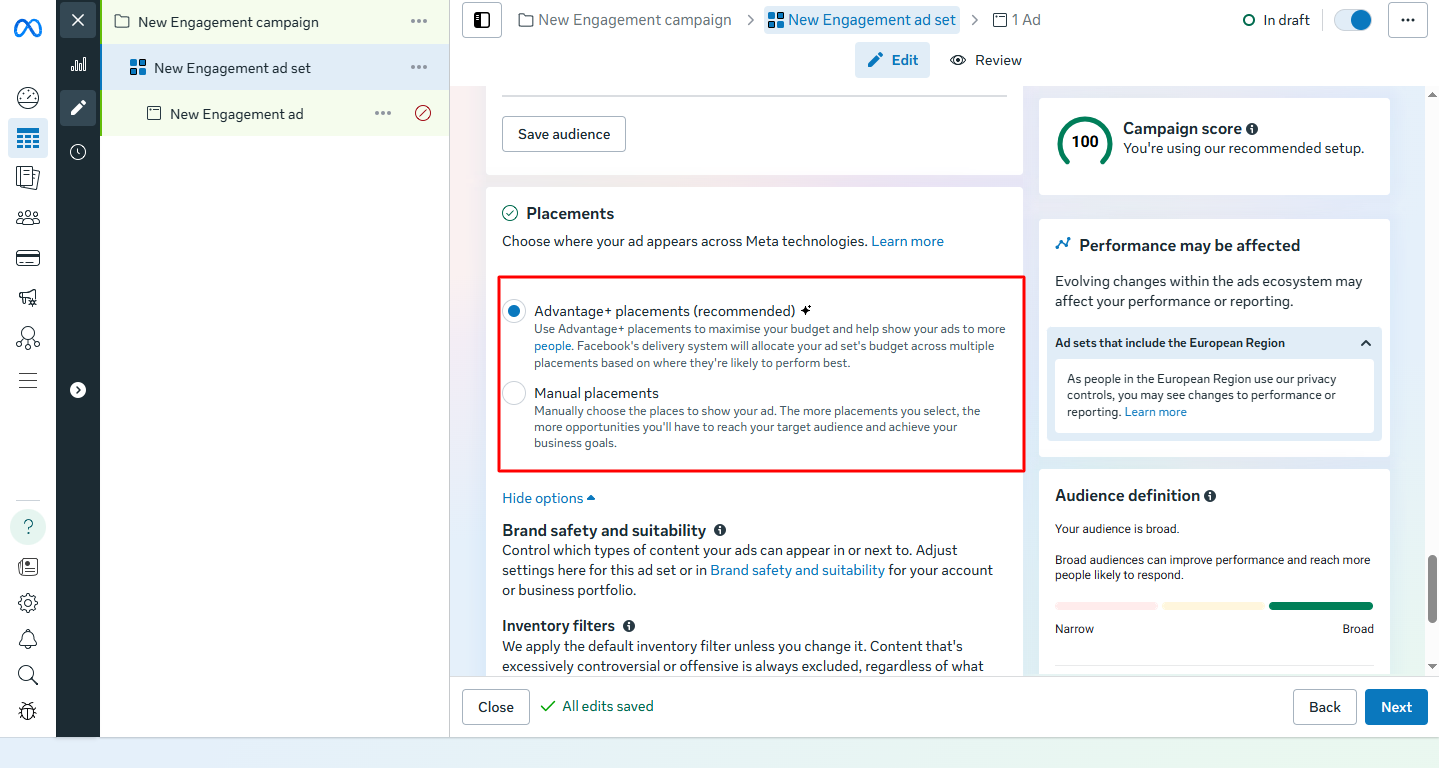 New Engagement campaign
New Engagement ad set
New Engagement ad
New Engagement campaign
New Engagement ad set
1 Ad
In draft
Edit
Review
Save audience
Placements
Choose where your ad appears across Meta technologies. Learn more
Advantage+ placements (recommended)
Use Advantage+ placements to maximise your budget and help show your ads to more
people. Facebook's delivery system will allocate your ad set's budget across multiple
placements based on where they're likely to perform best.
Manual placements
Manually choose the places to show your ad. The more placements you select, the
more opportunities you'll have to reach your target audience and achieve your
business goals.
Hide options
Brand safety and suitability
Control which types of content your ads can appear in or next to. Adjust
settings here for this ad set or in Brand safety and suitability for your account
or business portfolio.
Inventory filters
We apply the default inventory filter unless you change it. Content that's
excessively controversial or offensive is always excluded, regardless of what
100
Campaign score
You're using our recommended setup.
Performance may be affected
Evolving changes within the ads ecosystem may
affect your performance or reporting.
Ad sets that include the European Region
As people in the European Region use our privacy
controls, you may see changes to performance or
reporting. Learn more
Audience definition
Your audience is broad.
Broad audiences can improve performance and reach more
people likely to respond.
Narrow
Broad
Close
All edits saved
Back
Next